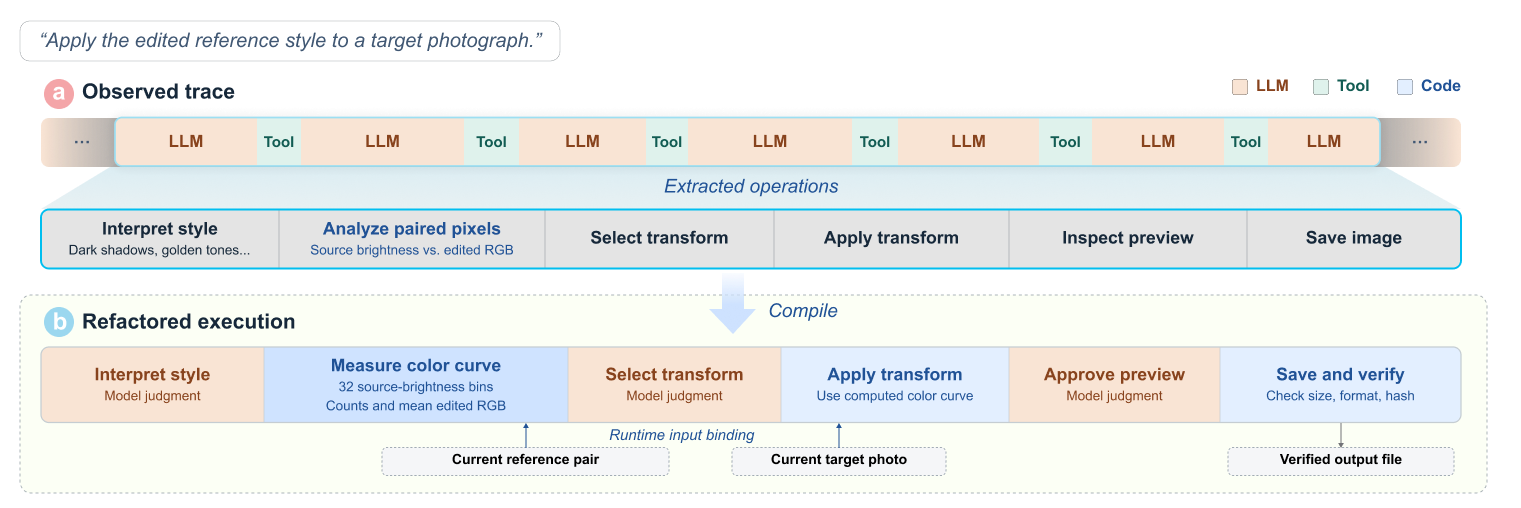 “Apply the edited reference style to a target photograph.”
a Observed trace
LLM Tool Code
... LLM Tool LLM Tool LLM Tool LLM Tool LLM Tool LLM Tool LLM ...
Extracted operations
Interpret style
Dark shadows, golden tones...
Analyze paired pixels
Source brightness vs. edited RGB
Select transform
Apply transform
Inspect preview
Save image
Compile
b Refactored execution
Interpret style
Model judgment
Measure color curve
32 source-brightness bins
Counts and mean edited RGB
Select transform
Model judgment
Apply transform
Use computed color curve
Approve preview
Model judgment
Save and verify
Check size, format, hash
Runtime input binding
Current reference pair
Current target photo
Verified output file